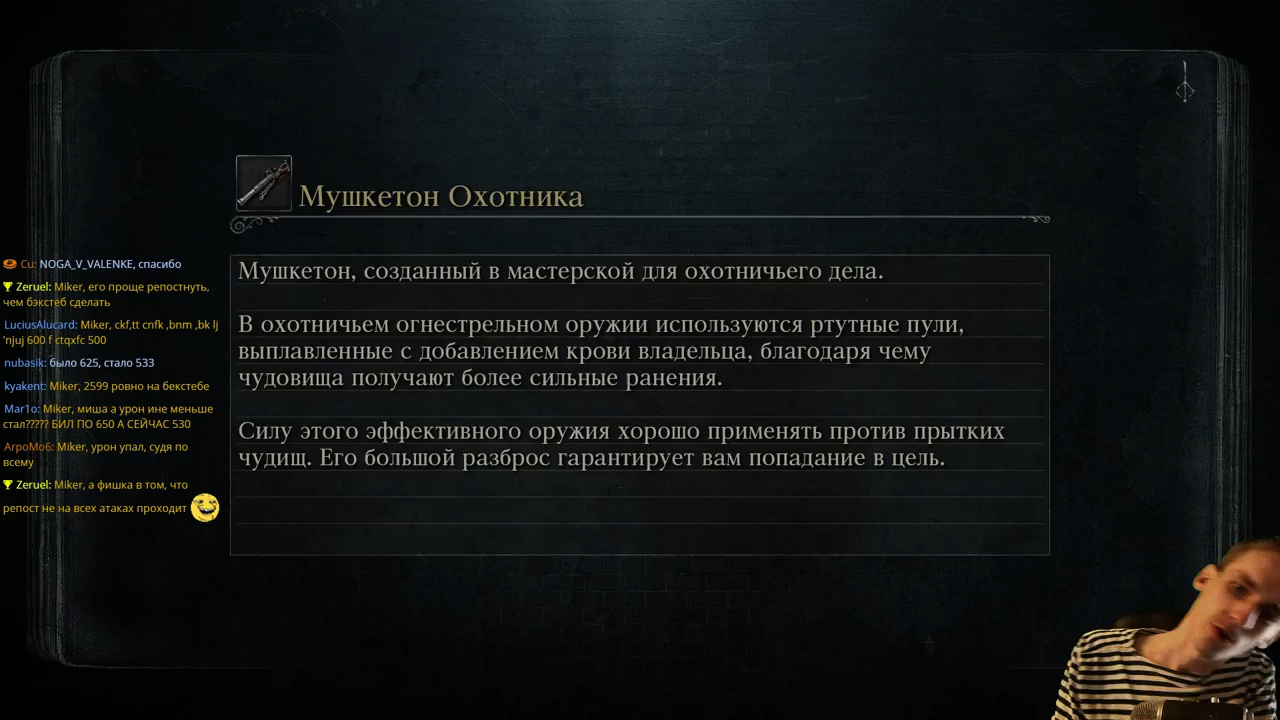 Мушкетон Охотника
Мушкетон, созданный в мастерской для охотничьего дела.
В охотничьем огнестрельном оружии используются ртутные пули,
выплавленные с добавлением крови владельца, благодаря чему
чудовища получают более сильные ранения.
Силу этого эффективного оружия хорошо применять против прытких
чудищ. Его большой разброс гарантирует вам попадание в цель.
Cu: NOGA_V_VALENKE, спасибо
Zeruel: Miker, его проще репостнуть,
чем бэкстеб сделать
LuciusAlucard: Miker, ckf,tt cnfk ,bnm ,bk lj
'njuj 600 f ctqxfc 500
nubasik: было 625, стало 533
kyakent: Miker, 2599 ровно на бекстебе
Mar1o: Miker, миша а урон ине меньше
стал????? БИЛ ПО 650 А СЕЙЧАС 530
ArpoMo6: Miker, урон упал, судя по
всему
Zeruel: Miker, а фишка в том, что
репост не на всех атаках проходит